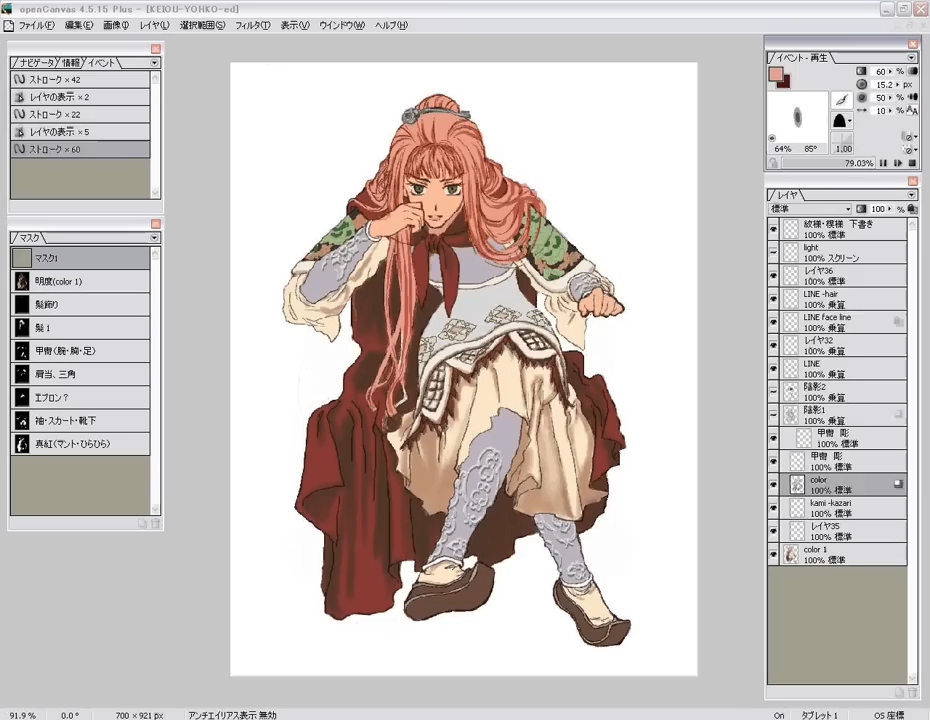 openCanvas 4.5.15 Plus - [KEIOU-YOHKO-ed]
ファイル(F) 編集(E) 画像(I) レイヤ(L) 選択範囲(S) フィルタ(T) 表示(V) ウインドウ(W) ヘルプ(H)
ナビゲータ 情報 イベント
ストローク × 42
レイヤの表示 × 2
ストローク × 22
レイヤの表示 × 5
ストローク × 60
マスク
マスク1
明度(color 1)
髪飾り
髪 1
甲冑(腕・胸・足)
肩当、三角
エプロン?
袖・スカート・靴下
真紅(マント・ひらひら)
イベント - 再生
60 %
15.2 px
50 %
10 %
64% 85° 1.00
79.03%
レイヤ
標準 100 %
紋様・模様 下書き
100% 標準
light
100% スクリーン
レイヤ36
100% 標準
LINE -hair
100% 乗算
LINE face line
100% 乗算
レイヤ32
100% 乗算
LINE
100% 乗算
陰影2
100% 乗算
陰影1
100% 乗算
甲冑 彫
100% 標準
甲冑 彫
100% 標準
color
100% 標準
kami -kazari
100% 標準
レイヤ35
100% 標準
color 1
100% 標準
91.9 % 0.0 ° 700 × 921 px アンチエイリアス表示 無効 On タブレット 1 OS 座標